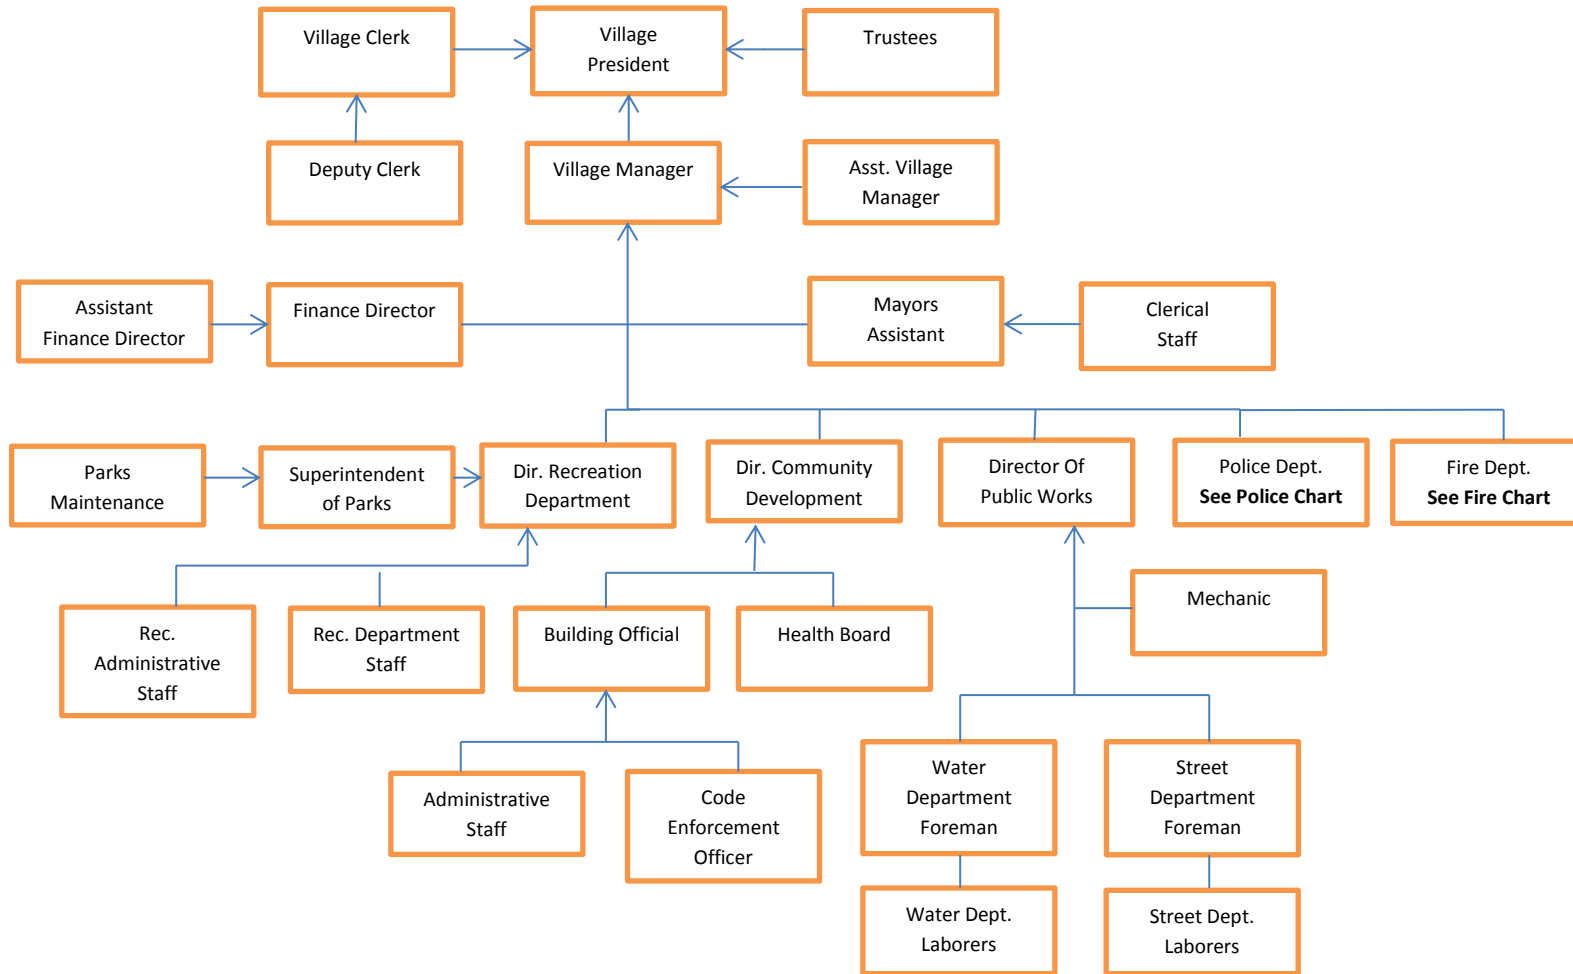 Village Clerk
Village
President
Trustees
Deputy Clerk
Village Manager
Asst. Village
Manager
Assistant
Finance Director
Finance Director
Mayors
Assistant
Clerical
Staff
Parks
Maintenance
Superintendent
of Parks
Dir. Recreation
Department
Dir. Community
Development
Director Of
Public Works
Police Dept.
See Police Chart
Fire Dept.
See Fire Chart
Rec.
Administrative
Staff
Rec. Department
Staff
Building Official
Health Board
Mechanic
Administrative
Staff
Code
Enforcement
Officer
Water
Department
Foreman
Street
Department
Foreman
Water Dept.
Laborers
Street Dept.
Laborers